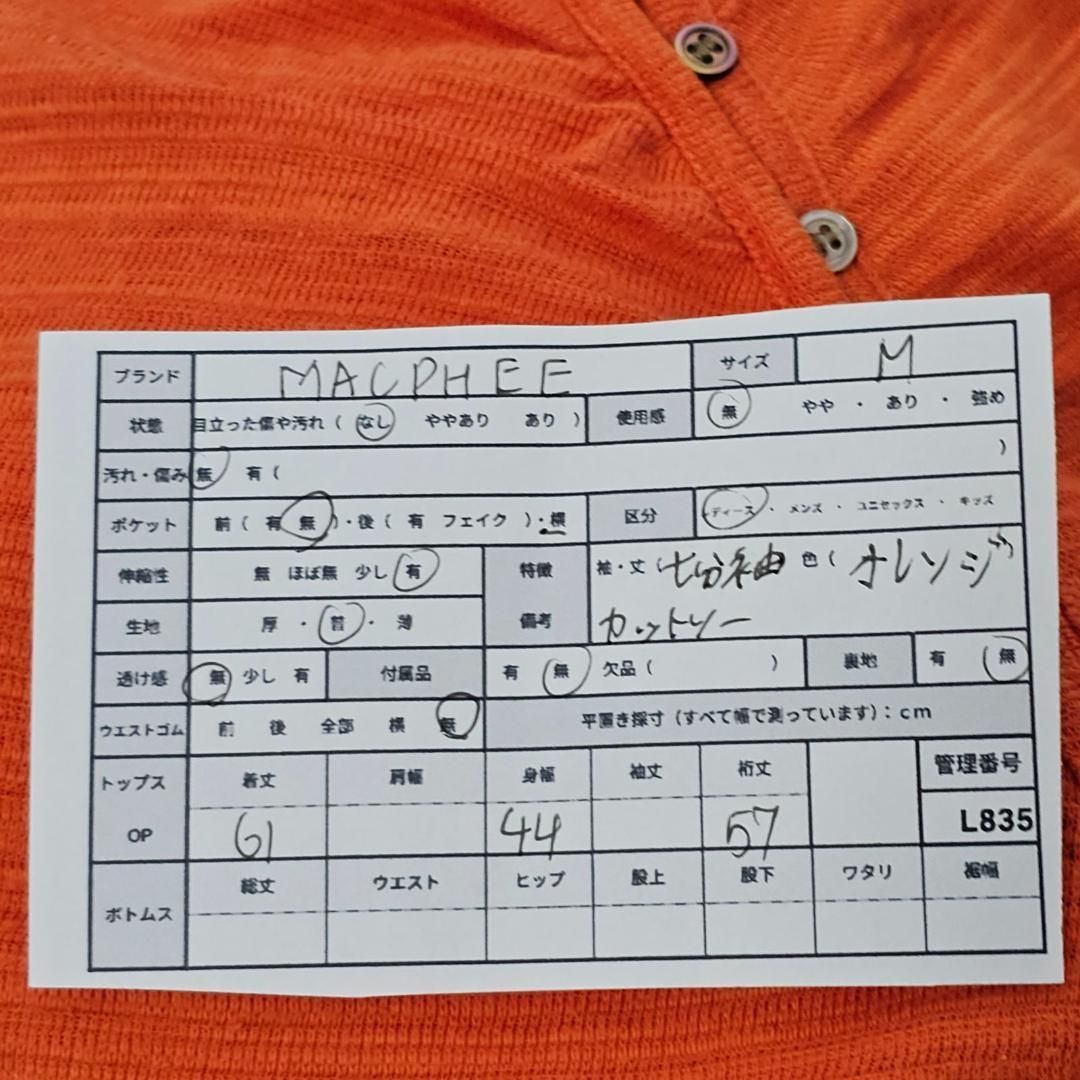 ブランド MACPHEE サイズ M
状態 目立った傷や汚れ ( なし ややあり あり ) 使用感 無 やや ・ あり ・ 強め
汚れ・傷み 無 有 ( )
ポケット 前 ( 有 無 )・後 ( 有 フェイク )・横 区分 ディース ・ メンズ ・ ユニセックス ・ キッズ
伸縮性 無 ほぼ無 少し 有 特徴 袖・丈 (七分袖 色 ( オレンジ )
生地 厚 ・ 普 ・ 薄 備考 カットソー
透け感 無 少し 有 付属品 有 無 欠品 ( ) 裏地 有 無
ウエストゴム 前 後 全部 横 無 平置き採寸 (すべて幅で測っています) : cm
トップス 着丈 肩幅 身幅 袖丈 裄丈 管理番号
OP 61 44 57 L835
ボトムス 総丈 ウエスト ヒップ 股上 股下 ワタリ 裾幅